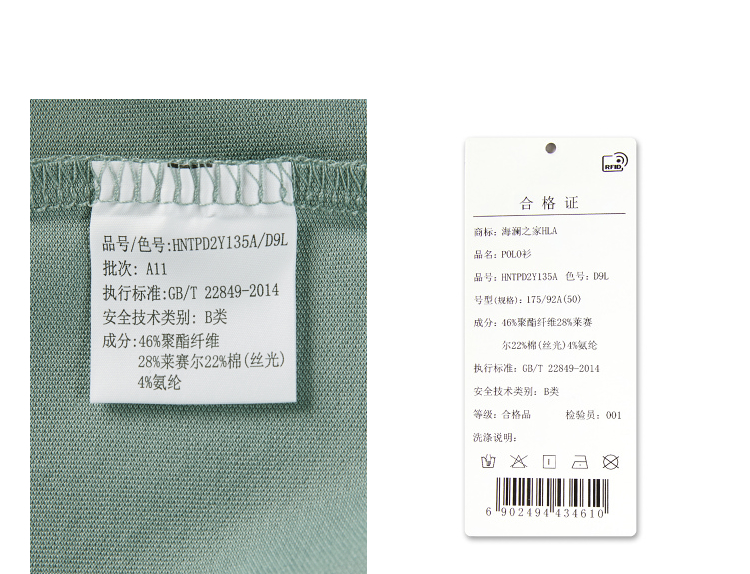 品号/色号:HNTPD2Y135A/D9L
批次: A11
执行标准:GB/T 22849-2014
安全技术类别: B类
成分:46%聚酯纤维
28%莱赛尔22%棉(丝光)
4%氨纶
RFID
合格证
商标: 海澜之家HLA
品名: POLO衫
品号: HNTPD2Y135A 色号: D9L
号型(规格): 175/92A(50)
成分: 46%聚酯纤维28%莱赛
尔22%棉(丝光)4%氨纶
执行标准: GB/T 22849-2014
安全技术类别: B类
等级: 合格品 检验员: 001
洗涤说明:
6 902494 434610